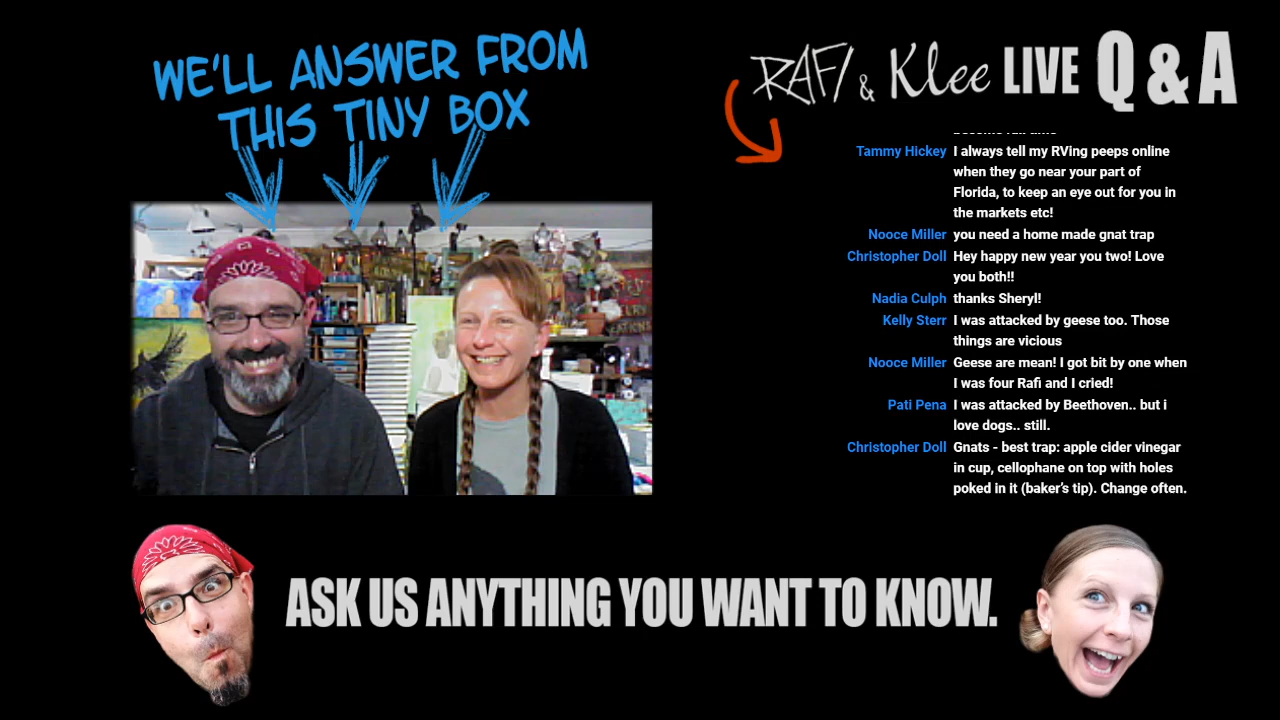 WE'LL ANSWER FROM
THIS TINY BOX
RAFI & Klee LIVE Q & A
Tammy Hickey I always tell my RVing peeps online
when they go near your part of
Florida, to keep an eye out for you in
the markets etc!
Nooce Miller you need a home made gnat trap
Christopher Doll Hey happy new year you two! Love
you both!!
Nadia Culph thanks Sheryl!
Kelly Sterr I was attacked by geese too. Those
things are vicious
Nooce Miller Geese are mean! I got bit by one when
I was four Rafi and I cried!
Pati Pena I was attacked by Beethoven.. but i
love dogs.. still.
Christopher Doll Gnats - best trap: apple cider vinegar
in cup, cellophane on top with holes
poked in it (baker's tip). Change often.
ASK US ANYTHING YOU WANT TO KNOW.